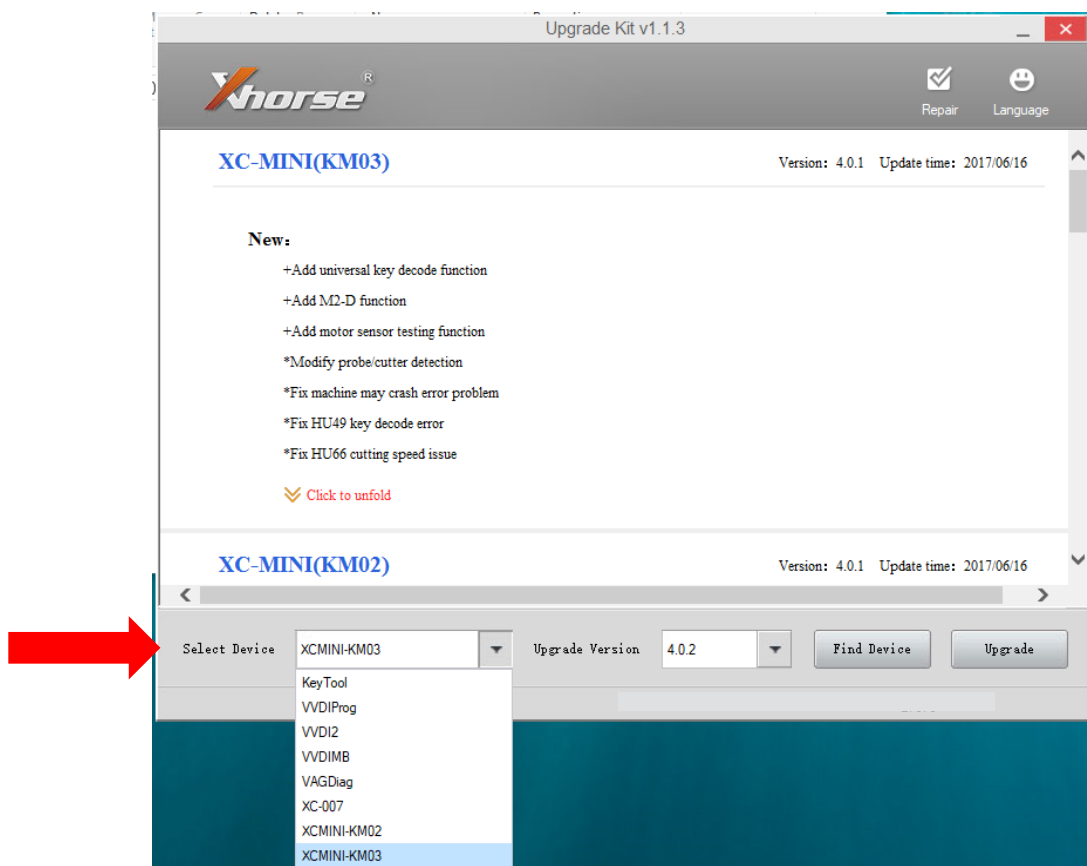 Upgrade Kit v1.1.3
Xhorse®
Repair
Language
XC-MINI(KM03)
Version: 4.0.1 Update time: 2017/06/16
New:
+Add universal key decode function
+Add M2-D function
+Add motor sensor testing function
*Modify probe/cutter detection
*Fix machine may crash error problem
*Fix HU49 key decode error
*Fix HU66 cutting speed issue
Click to unfold
XC-MINI(KM02)
Version: 4.0.1 Update time: 2017/06/16
Select Device XCMINI-KM03 Upgrade Version 4.0.2 Find Device Upgrade
KeyTool
VVDIProg
VVDI2
VVDIMB
VAGDiag
XC-007
XCMINI-KM02
XCMINI-KM03